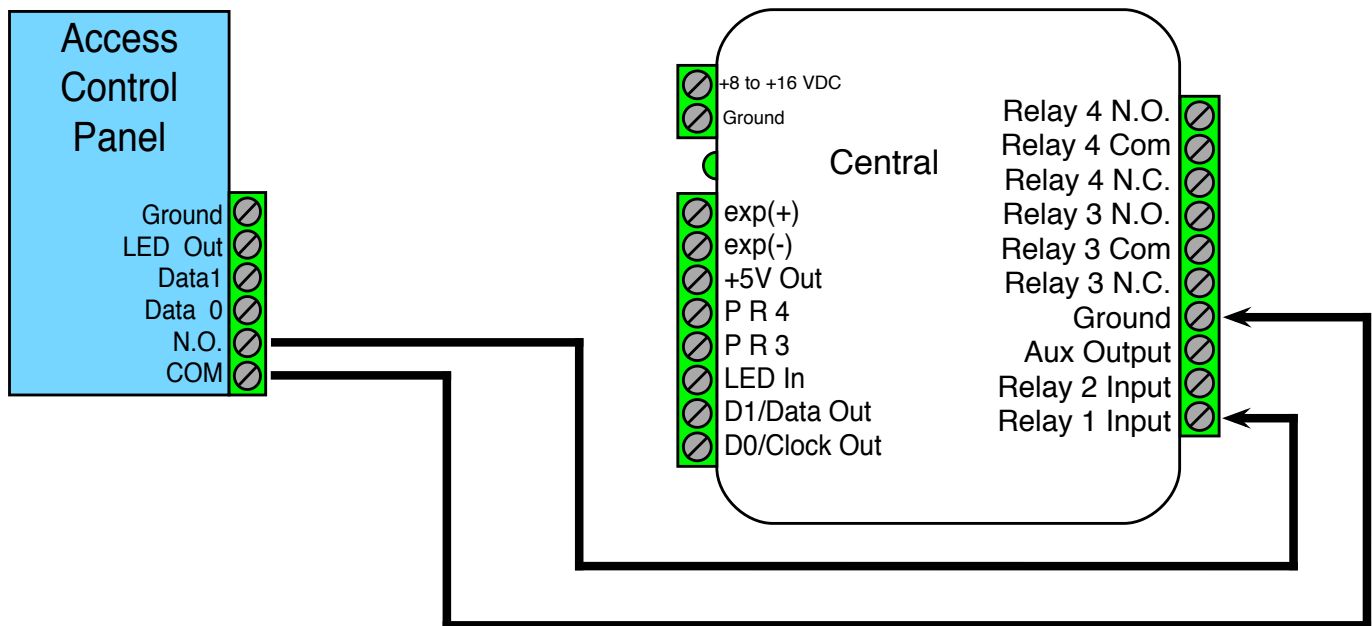 Access
Control
Panel
Ground
LED Out
Data1
Data 0
N.O.
COM
+8 to +16 VDC
Ground
Central
exp(+)
exp(-)
+5V Out
P R 4
P R 3
LED In
D1/Data Out
D0/Clock Out
Relay 4 N.O.
Relay 4 Com
Relay 4 N.C.
Relay 3 N.O.
Relay 3 Com
Relay 3 N.C.
Ground
Aux Output
Relay 2 Input
Relay 1 Input